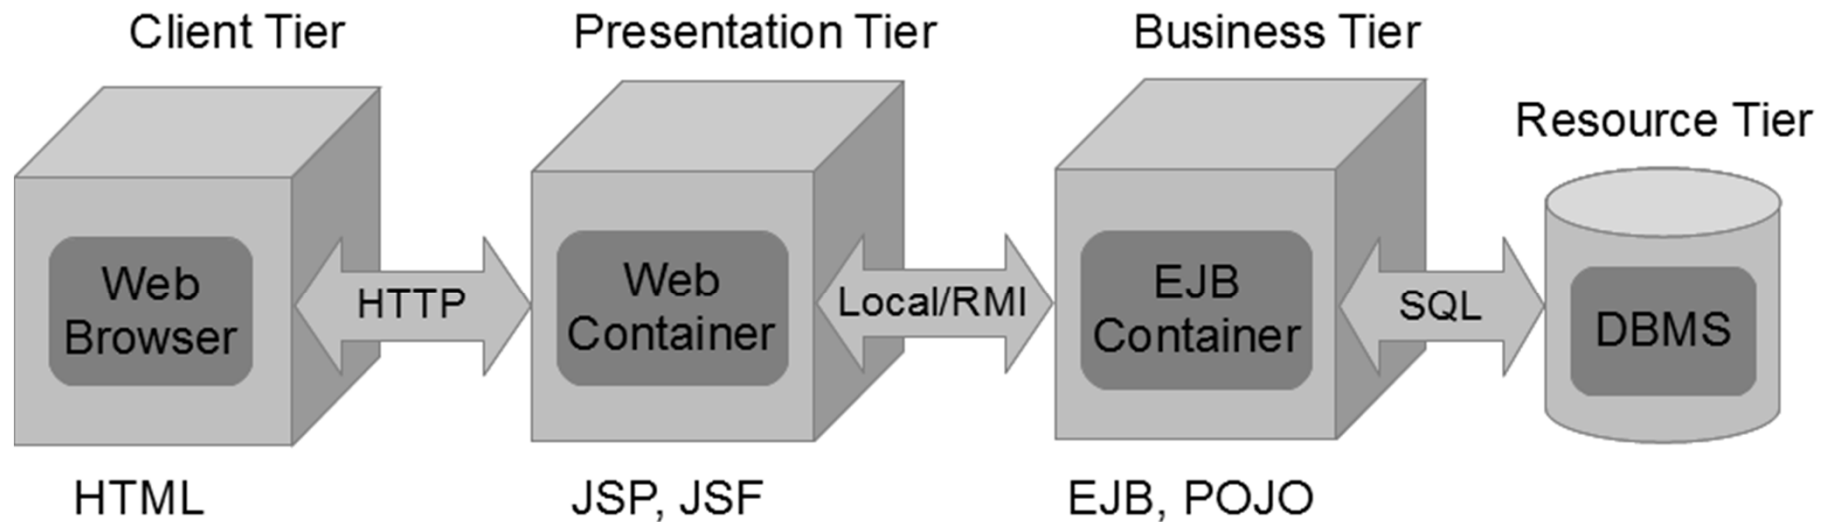 Client Tier
Presentation Tier
Business Tier
Resource Tier
Web
Browser
HTTP
Web
Container
Local/RMI
EJB
Container
SQL
DBMS
HTML
JSP, JSF
EJB, POJO